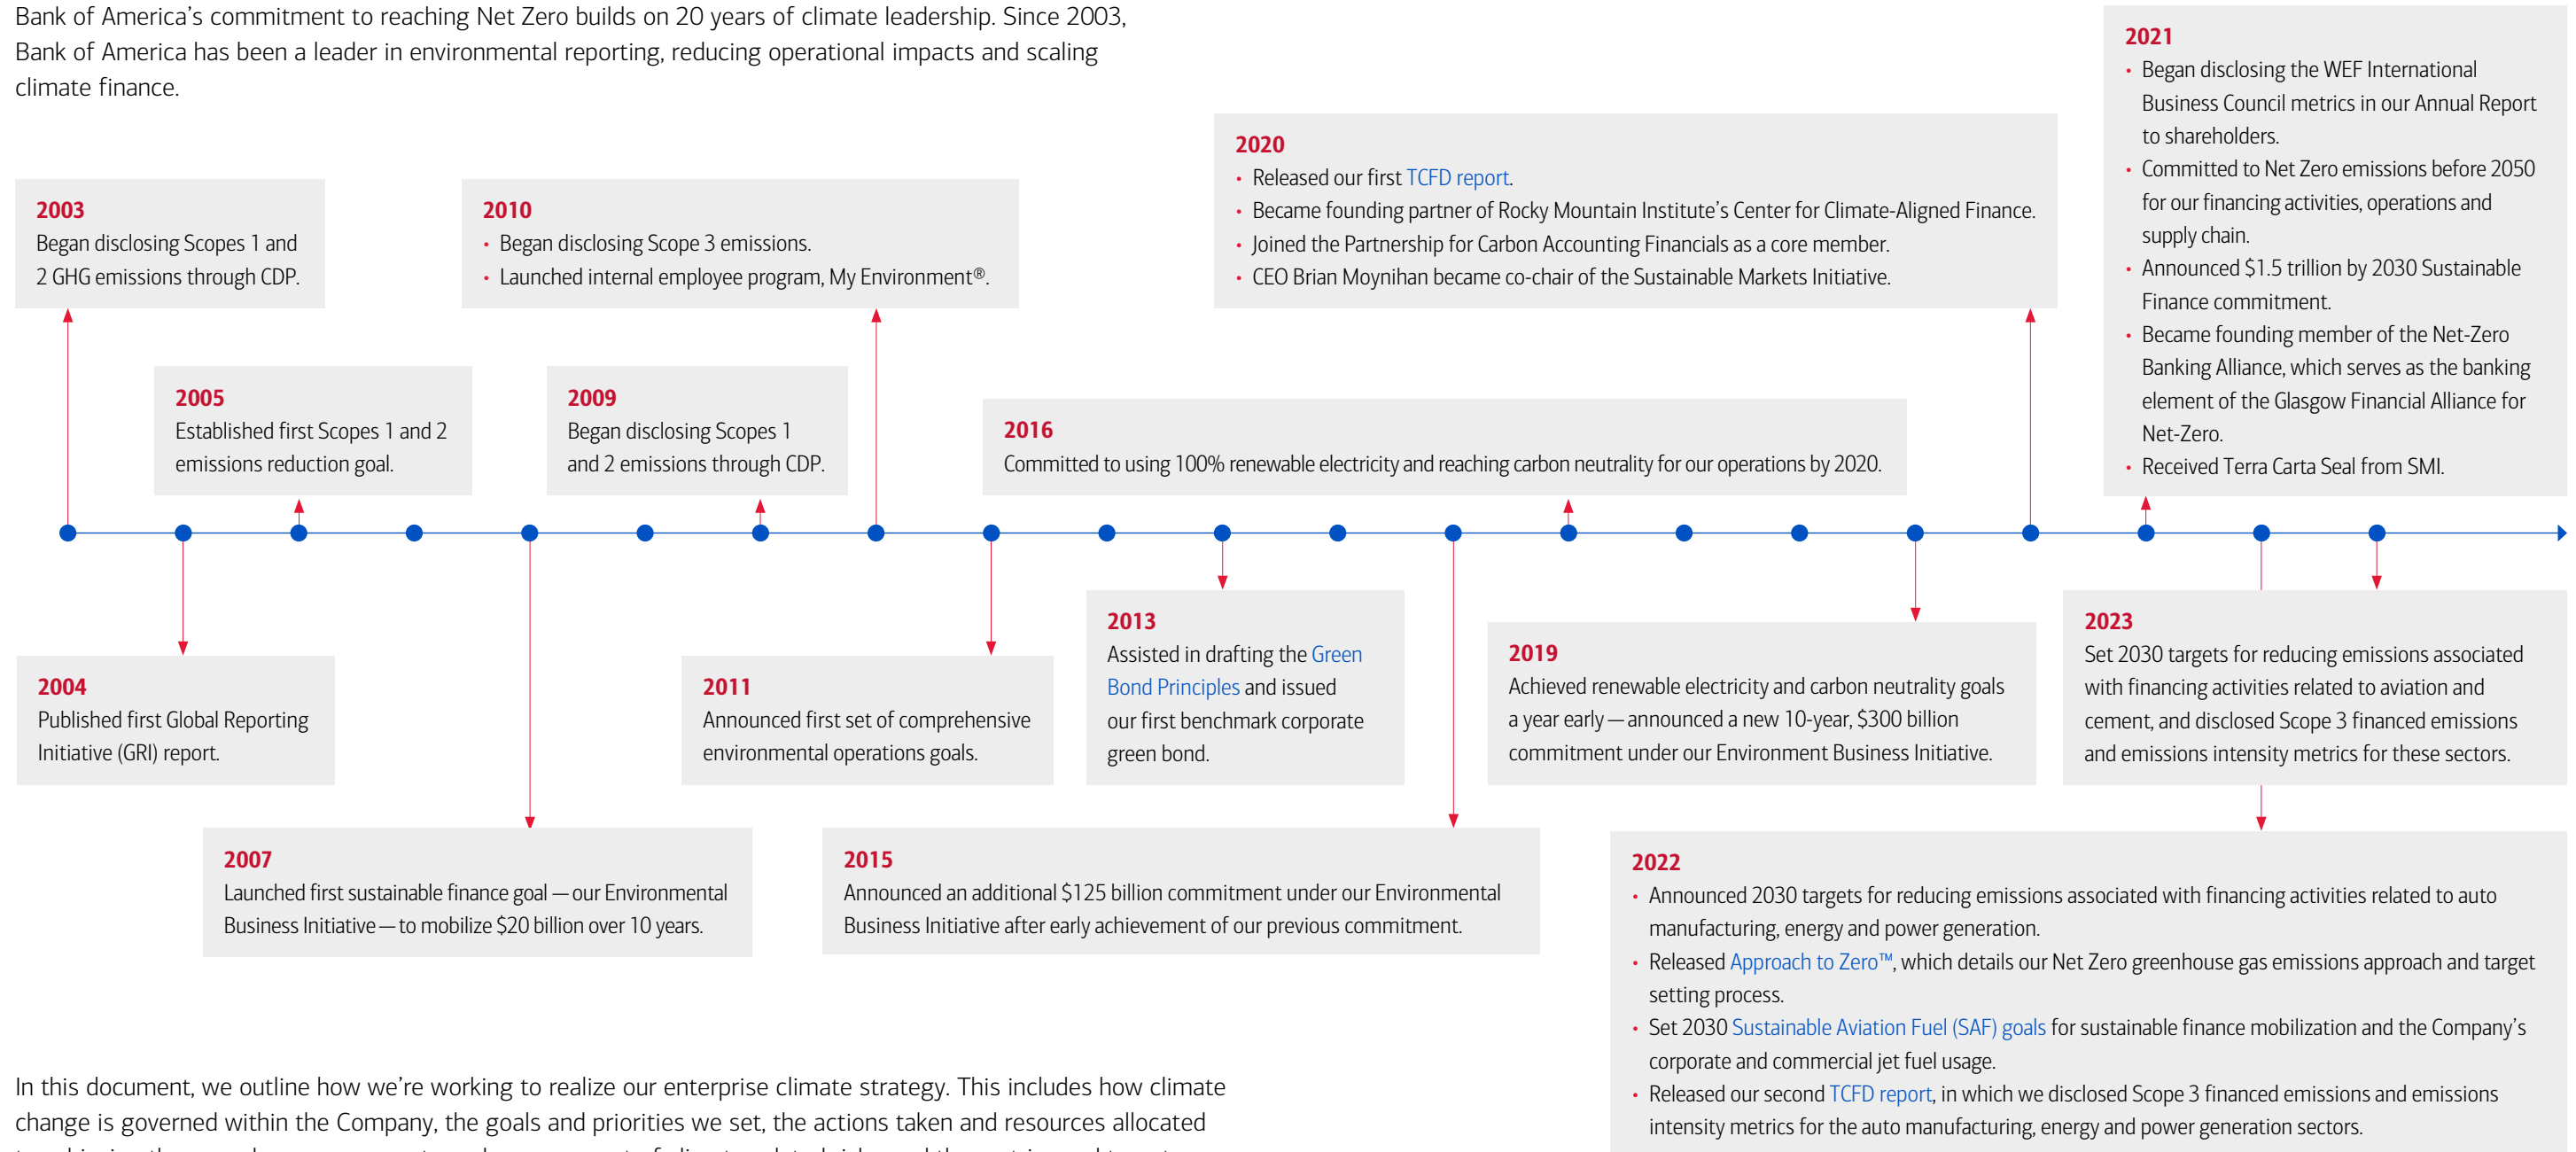 Bank of America’s commitment to reaching Net Zero builds on 20 years of climate leadership. Since 2003,
Bank of America has been a leader in environmental reporting, reducing operational impacts and scaling
climate finance.
2003
Began disclosing Scopes 1 and
2 GHG emissions through CDP.
2005
Established first Scopes 1 and 2
emissions reduction goal.
2010
• Began disclosing Scope 3 emissions.
• Launched internal employee program, My Environment®.
2009
Began disclosing Scopes 1
and 2 emissions through CDP.
2020
• Released our first TCFD report.
• Became founding partner of Rocky Mountain Institute’s Center for Climate-Aligned Finance.
• Joined the Partnership for Carbon Accounting Financials as a core member.
• CEO Brian Moynihan became co-chair of the Sustainable Markets Initiative.
2016
Committed to using 100% renewable electricity and reaching carbon neutrality for our operations by 2020.
2021
• Began disclosing the WEF International
Business Council metrics in our Annual Report
to shareholders.
• Committed to Net Zero emissions before 2050
for our financing activities, operations and
supply chain.
• Announced $1.5 trillion by 2030 Sustainable
Finance commitment.
• Became founding member of the Net-Zero
Banking Alliance, which serves as the banking
element of the Glasgow Financial Alliance for
Net-Zero.
• Received Terra Carta Seal from SMI.
2004
Published first Global Reporting
Initiative (GRI) report.
2007
Launched first sustainable finance goal — our Environmental
Business Initiative — to mobilize $20 billion over 10 years.
2011
Announced first set of comprehensive
environmental operations goals.
2013
Assisted in drafting the Green
Bond Principles and issued
our first benchmark corporate
green bond.
2015
Announced an additional $125 billion commitment under our Environmental
Business Initiative after early achievement of our previous commitment.
2019
Achieved renewable electricity and carbon neutrality goals
a year early — announced a new 10-year, $300 billion
commitment under our Environment Business Initiative.
2023
Set 2030 targets for reducing emissions associated
with financing activities related to aviation and
cement, and disclosed Scope 3 financed emissions
and emissions intensity metrics for these sectors.
2022
• Announced 2030 targets for reducing emissions associated with financing activities related to auto
manufacturing, energy and power generation.
• Released Approach to Zero™, which details our Net Zero greenhouse gas emissions approach and target
setting process.
• Set 2030 Sustainable Aviation Fuel (SAF) goals for sustainable finance mobilization and the Company’s
corporate and commercial jet fuel usage.
• Released our second TCFD report, in which we disclosed Scope 3 financed emissions and emissions
intensity metrics for the auto manufacturing, energy and power generation sectors.
In this document, we outline how we’re working to realize our enterprise climate strategy. This includes how climate
change is governed within the Company, the goals and priorities we set, the actions taken and resources allocated